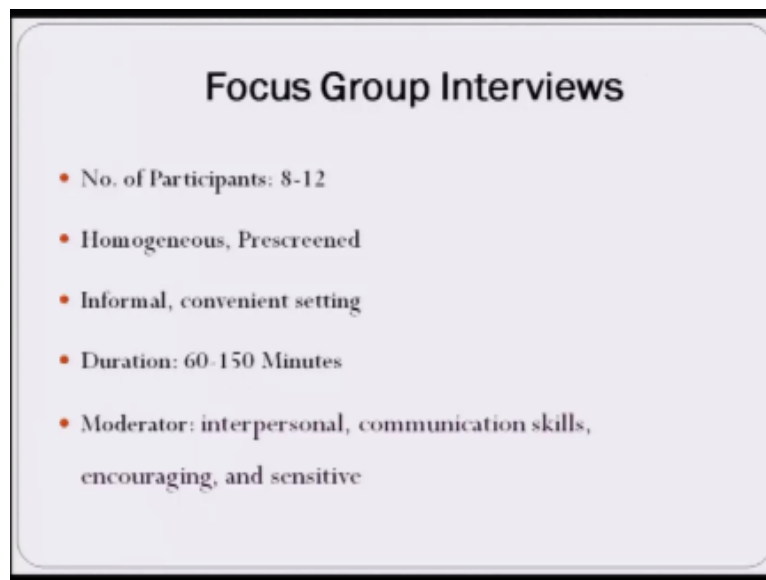 Focus Group Interviews
• No. of Participants: 8-12
• Homogeneous, Prescreened
• Informal, convenient setting
• Duration: 60-150 Minutes
• Moderator: interpersonal, communication skills,
encouraging, and sensitive